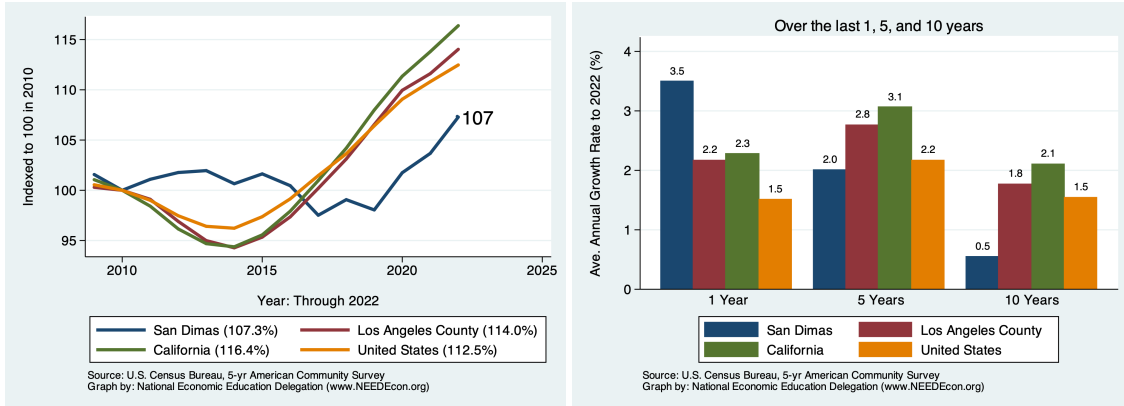 Indexed to 100 in 2010
115
110
105
100
95
107
2010
2015
2020
2025
Year: Through 2022
San Dimas (107.3%)
Los Angeles County (114.0%)
California (116.4%)
United States (112.5%)
Source: U.S. Census Bureau, 5-yr American Community Survey
Graph by: National Economic Education Delegation (www.NEEDEcon.org)
Over the last 1, 5, and 10 years
Ave. Annual Growth Rate to 2022 (%)
4
3
2
1
0
3.5
2.2
2.3
1.5
2.0
2.8
3.1
2.2
0.5
1.8
2.1
1.5
1 Year
5 Years
10 Years
San Dimas
Los Angeles County
California
United States
Source: U.S. Census Bureau, 5-yr American Community Survey
Graph by: National Economic Education Delegation (www.NEEDEcon.org)